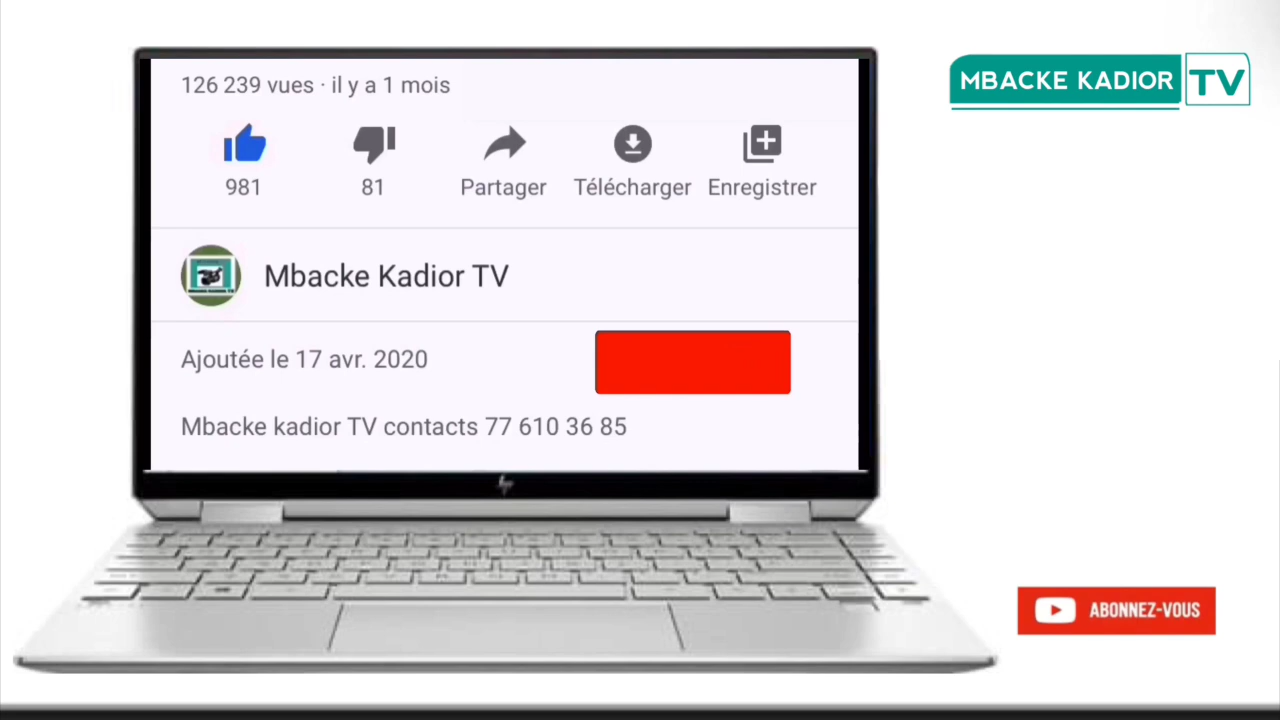 126 239 vues · il y a 1 mois
981
81
Partager
Télécharger
Enregistrer
Mbacke Kadior TV
Ajoutée le 17 avr. 2020
Mbacke kadior TV contacts 77 610 36 85
MBACKE KADIOR TV
ABONNEZ-VOUS